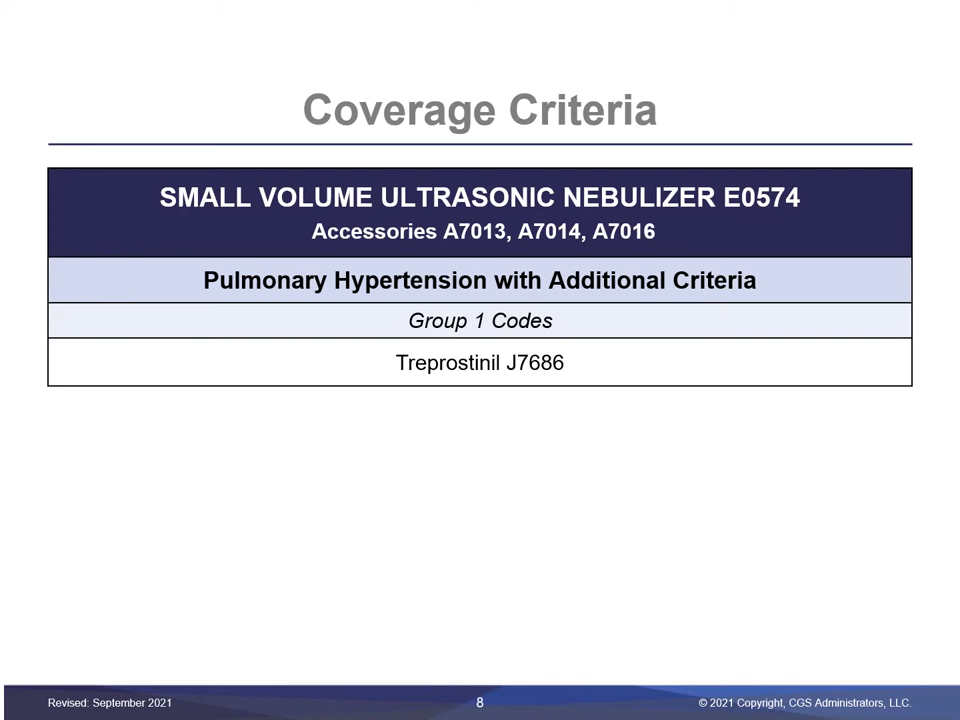 Coverage Criteria
SMALL VOLUME ULTRASONIC NEBULIZER E0574
Accessories A7013, A7014, A7016
Pulmonary Hypertension with Additional Criteria
Group 1 Codes
Treprostinil J7686
Revised: September 2021
8
© 2021 Copyright, CGS Administrators, LLC.